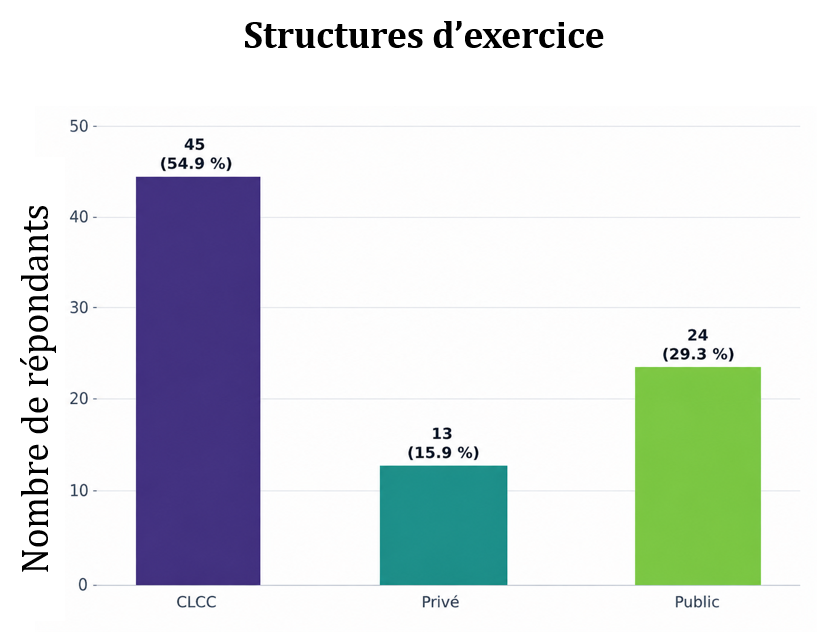 Structures d’exercice
Nombre de répondants
50
40
30
20
10
0
45
(54.9 %)
13
(15.9 %)
24
(29.3 %)
CLCC
Privé
Public